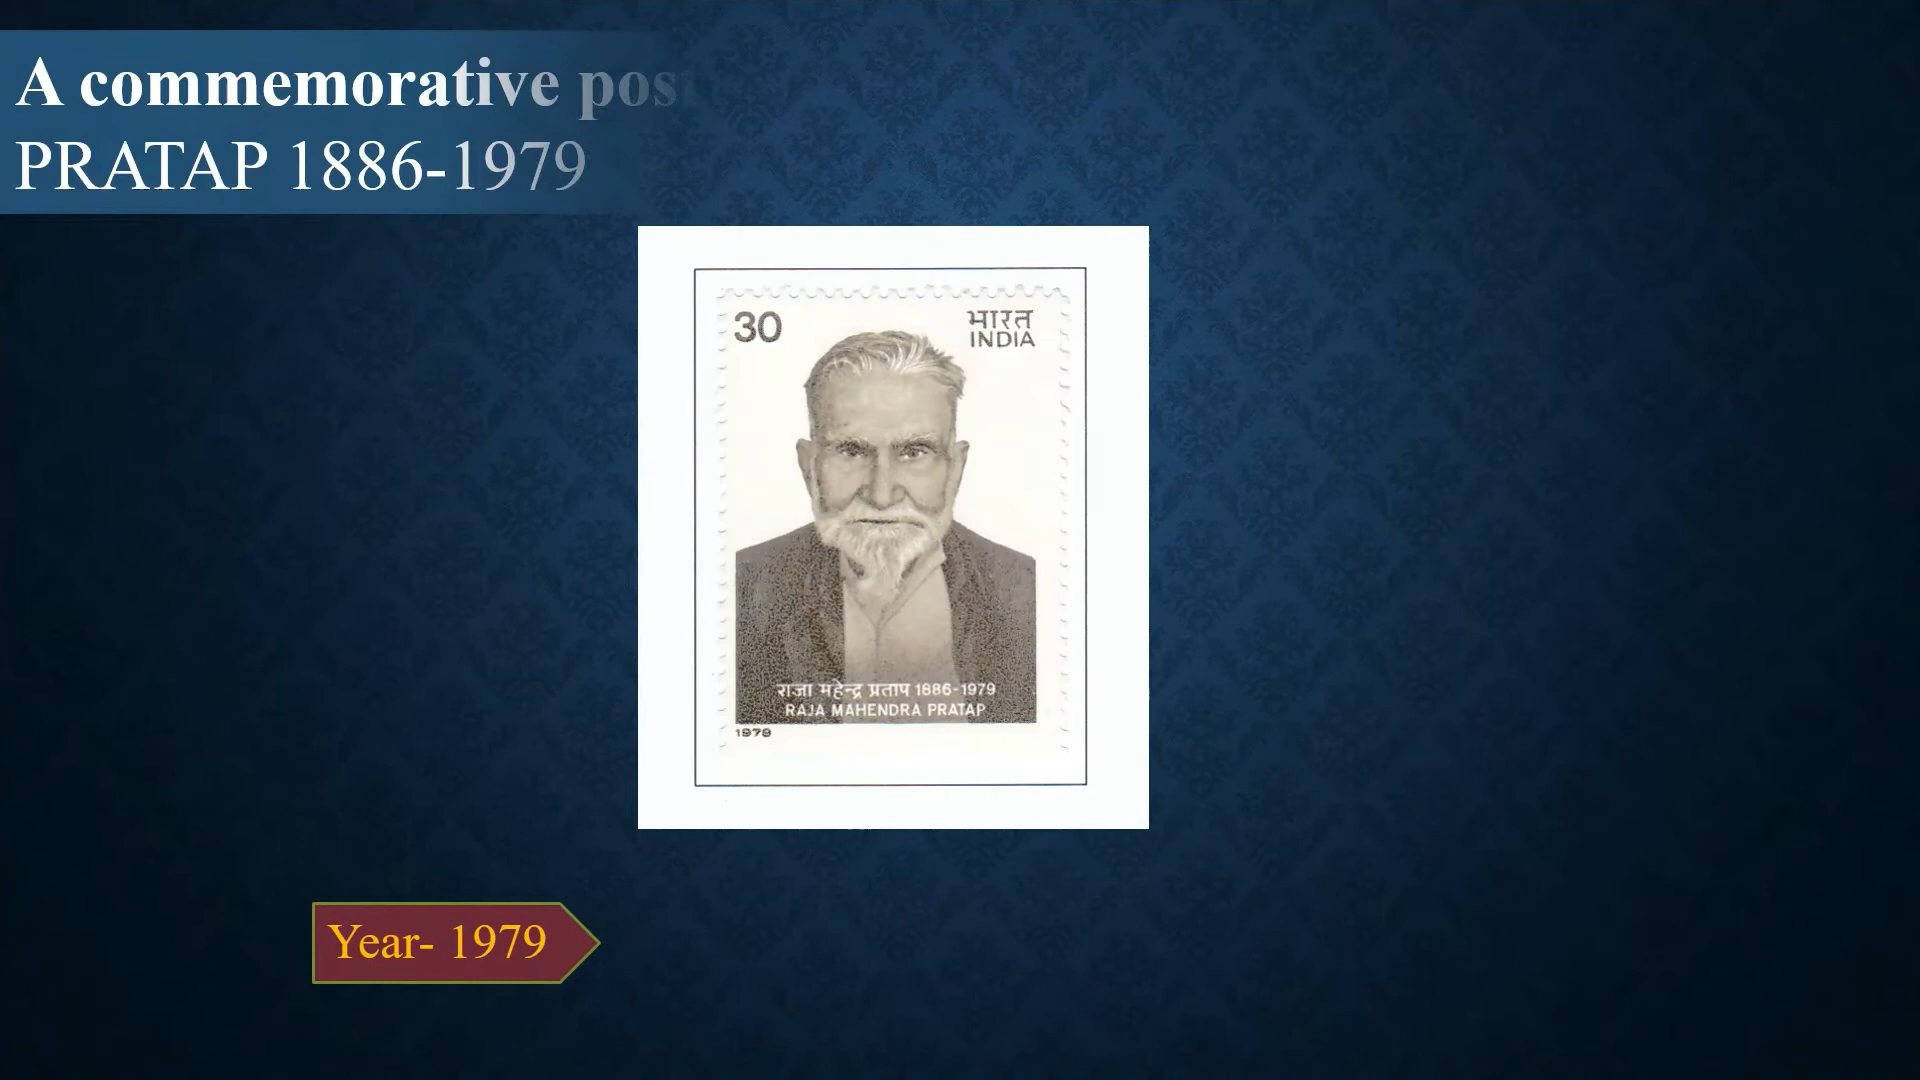 A commemorative pos
PRATAP 1886-1979
30
भारत
INDIA
राजा महेन्द्र प्रताप 1886-1979
RAJA MAHENDRA PRATAP
1979
Year- 1979